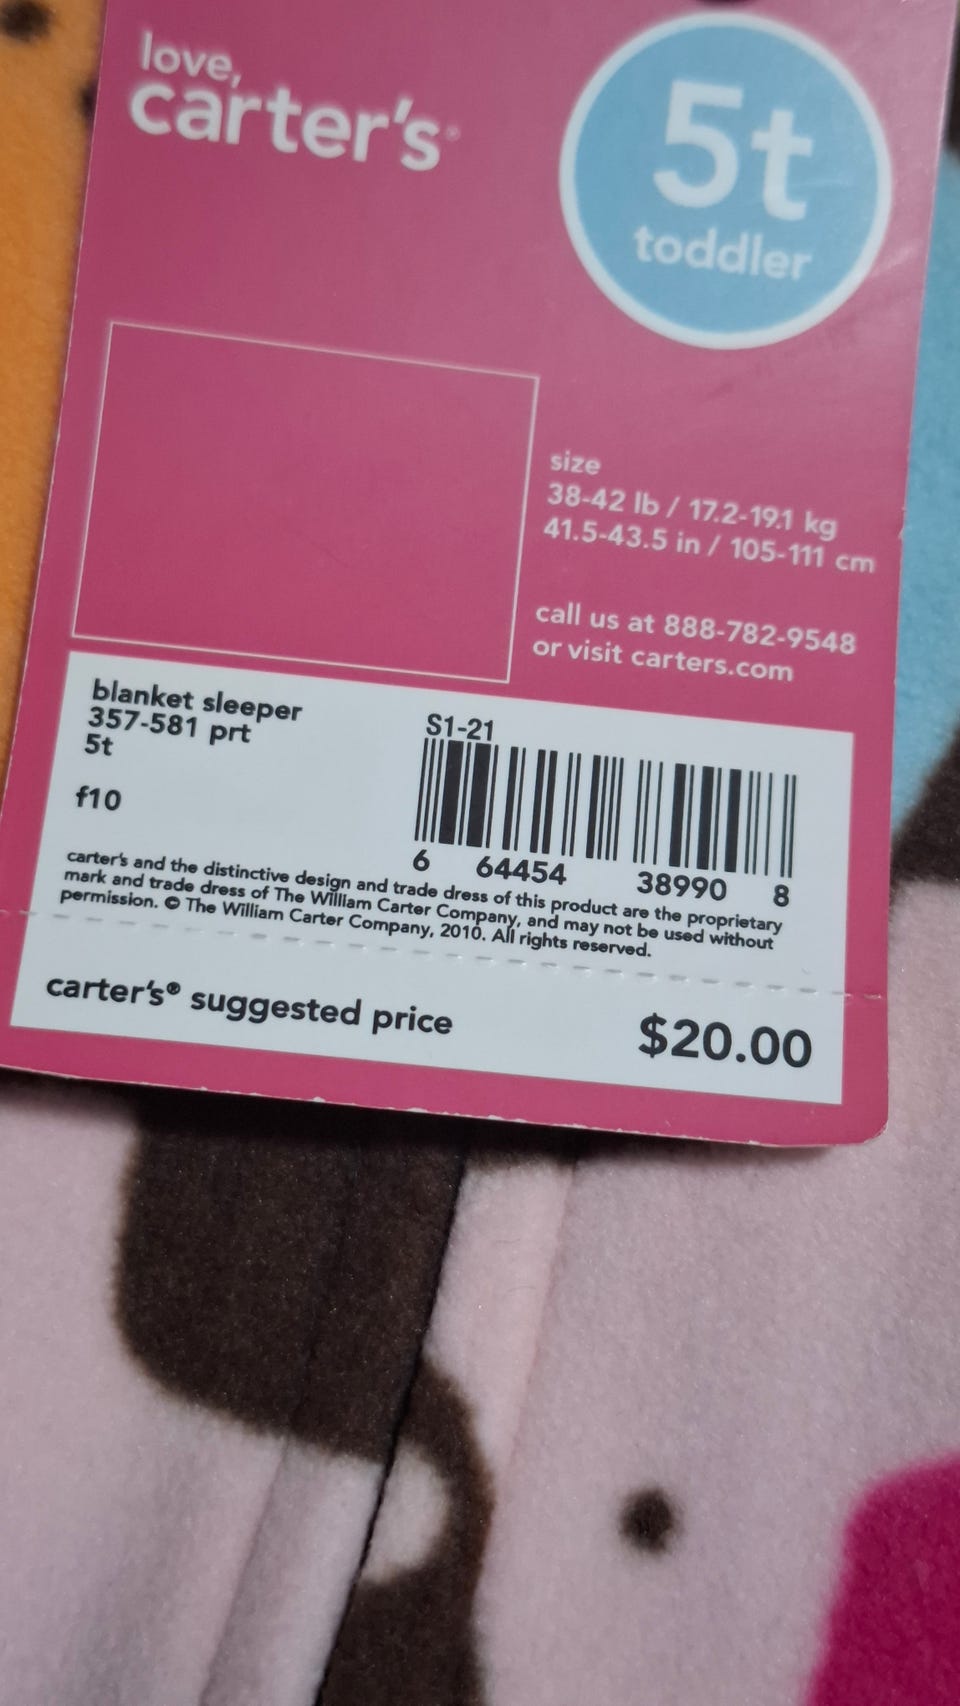 love,
carter's®
5t
toddler
size
38-42 lb / 17.2-19.1 kg
41.5-43.5 in / 105-111 cm
call us at 888-782-9548
or visit carters.com
blanket sleeper
357-581 prt
5t
f10
S1-21
6 64454 38990 8
carter's and the distinctive design and trade dress of this product are the proprietary
mark and trade dress of The William Carter Company, and may not be used without
permission. © The William Carter Company, 2010. All rights reserved.
carter's® suggested price $20.00